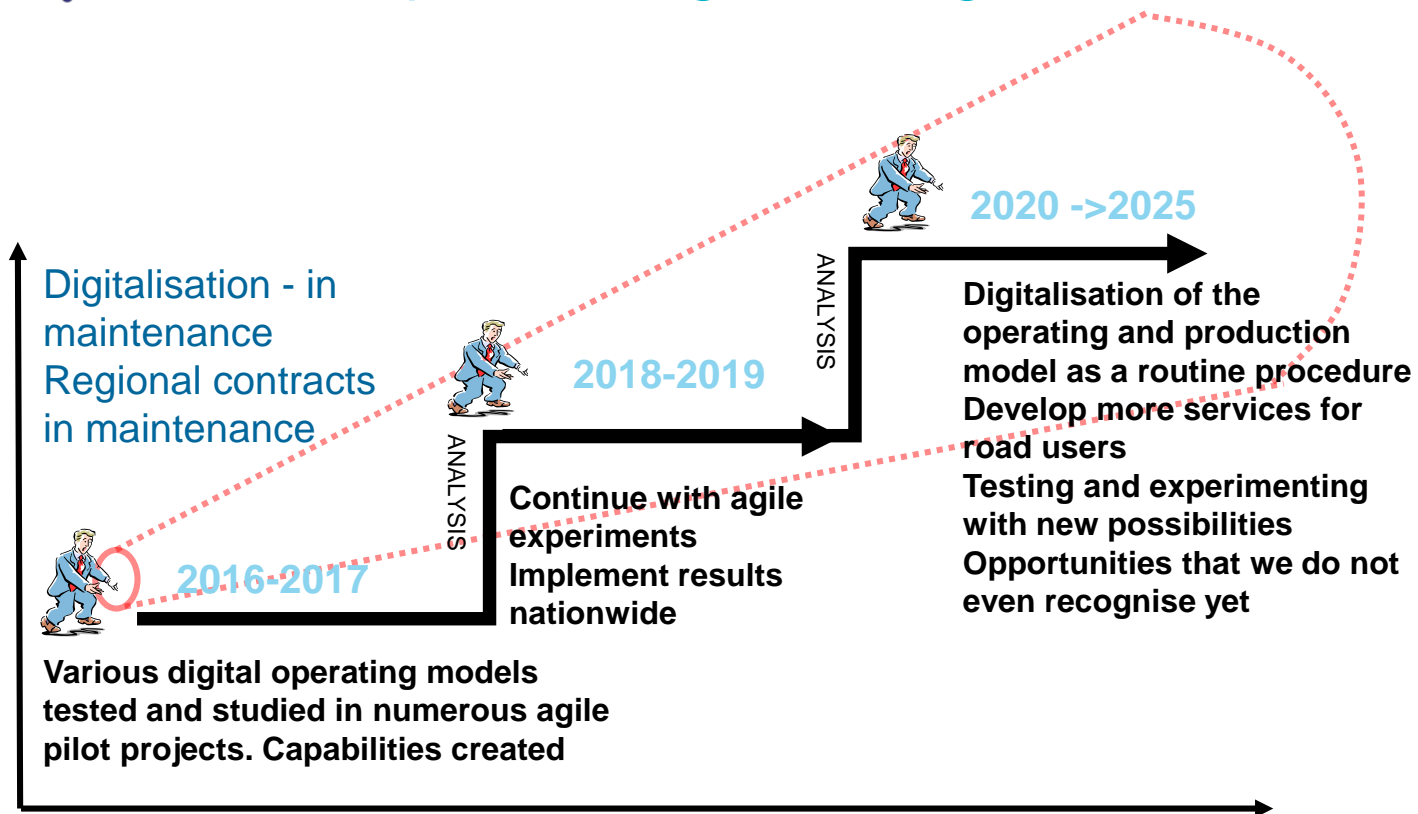 Digitalisation - in
maintenance
Regional contracts
in maintenance
2016-2017
Various digital operating models
tested and studied in numerous agile
pilot projects. Capabilities created
ANALYSIS
2018-2019
Continue with agile
experiments
Implement results
nationwide
ANALYSIS
2020 ->2025
Digitalisation of the
operating and production
model as a routine procedure
Develop more services for
road users
Testing and experimenting
with new possibilities
Opportunities that we do not
even recognise yet